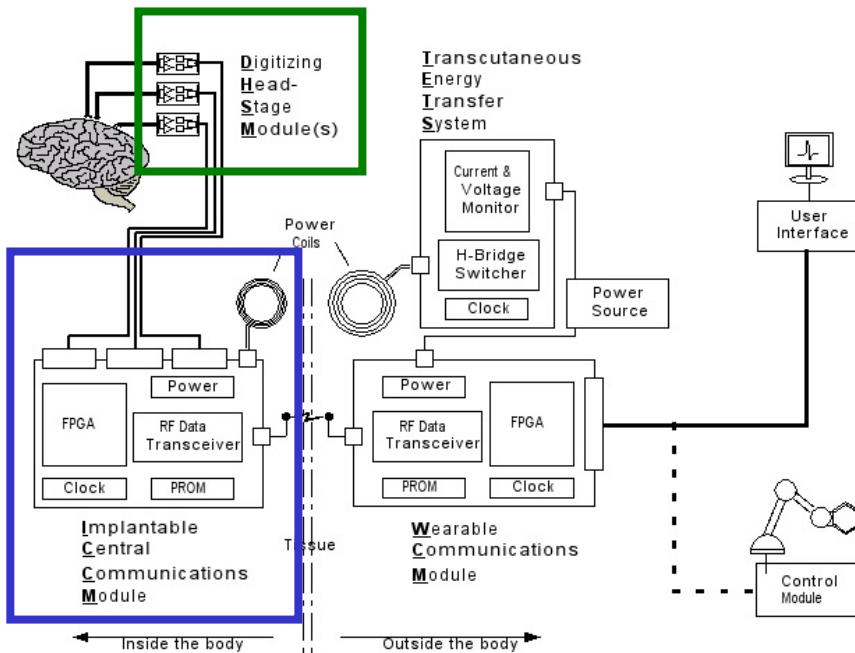 Digitizing
Head-
Stage
Module(s)
Transcutaneous
Energy
Transfer
System
Current &
Voltage
Monitor
H-Bridge
Switcher
Clock
Power
Coils
User
Interface
Power
Source
Power
FPGA
RF Data
Transceiver
Clock
PROM
Power
RF Data
Transceiver
FPGA
PROM
Clock
Implantable
Central
Communications
Module
Tissue
Wearable
Communications
Module
Control
Module
Inside the body
Outside the body